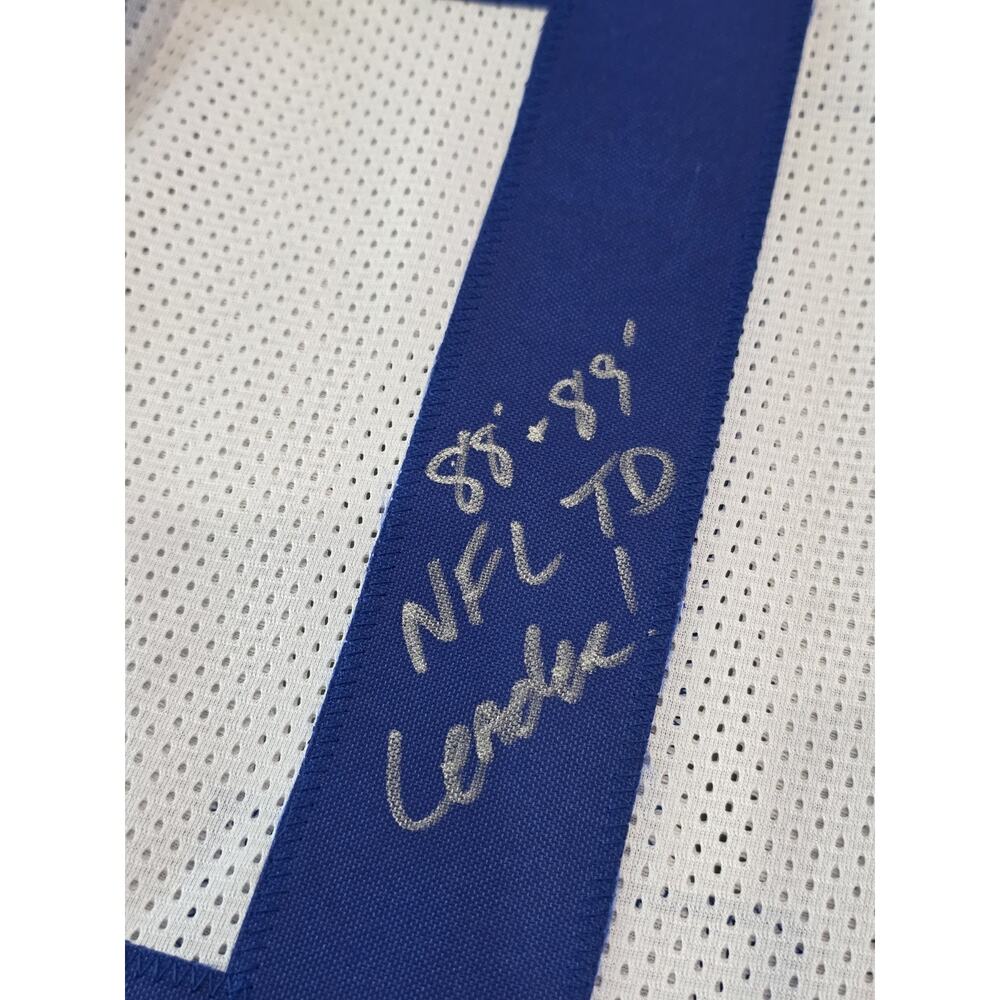 88' + 89'
NFL TD
Leader!